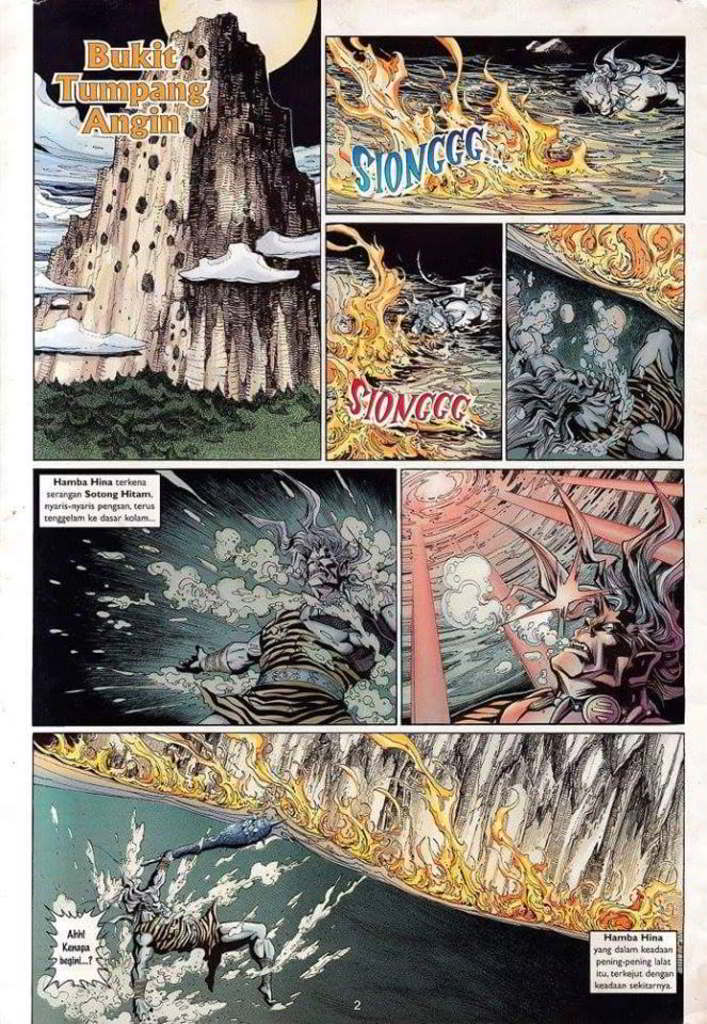 Bukit
Tumpang
Angin
SIONGGG...
SIONGGG
Hamba Hina terkena
serangan Sotong Hitam,
nyaris-nyaris pengsan, terus
tenggelam ke dasar kolam...
Ahh!
Kenapa
begini...?
Hamba Hina
yang dalam keadaan
pening-pening lalat
itu, terkejut dengan
keadaan sekitarnya.
2